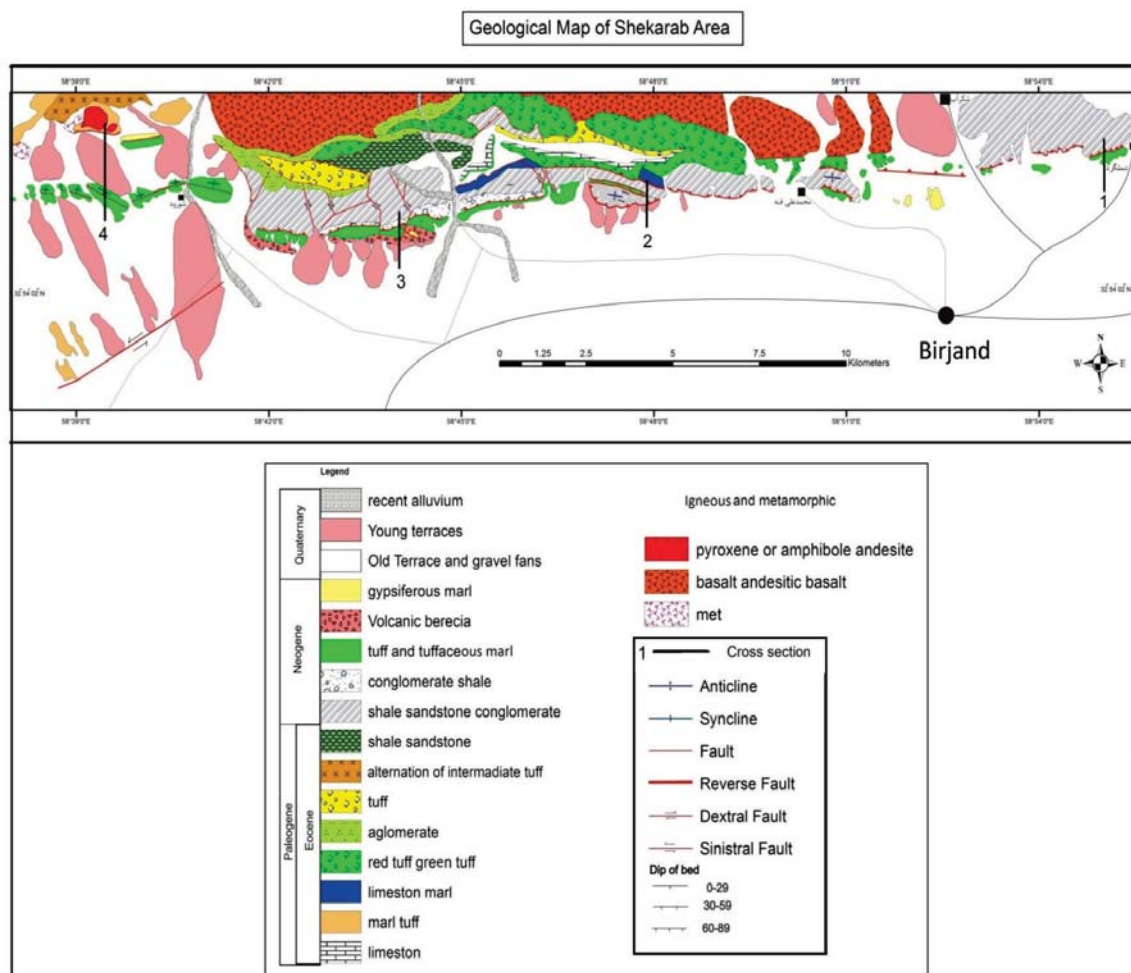 Geological Map of Shekarab Area
58°39'0"E 58°42'0"E 58°45'0"E 58°48'0"E 58°51'0"E 58°54'0"E
1
2
3
4
Birjand
0 1.25 2.5 5 7.5 10
Kilometers
N
W E
S
58°39'0"E 58°42'0"E 58°45'0"E 58°48'0"E 58°51'0"E 58°54'0"E
Legend
Quaternary
recent alluvium
Young terraces
Old Terrace and gravel fans
Neogene
gypsiferous marl
Volcanic berecia
tuff and tuffaceous marl
conglomerate shale
shale sandstone conglomerate
Paleogene
Eocene
shale sandstone
alternation of intermadiate tuff
tuff
aglomerate
red tuff green tuff
limeston marl
marl tuff
limeston
Igneous and metamorphic
pyroxene or amphibole andesite
basalt andesitic basalt
met
1 Cross section
Anticline
Syncline
Fault
Reverse Fault
Dextral Fault
Sinistral Fault
Dip of bed
0-29
30-59
60-89